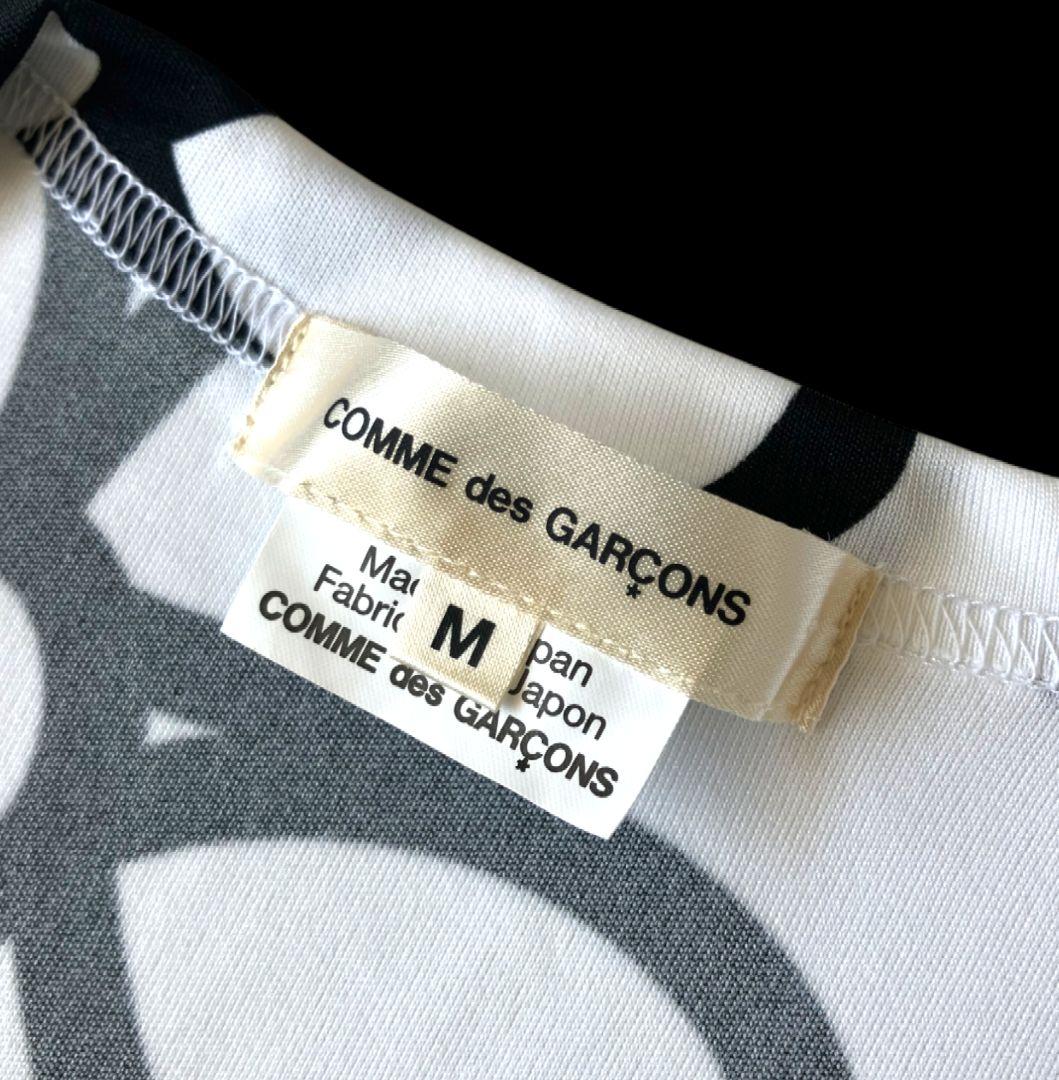 COMME des GARÇONS
M
Mad
Fabric
pan
Japon
COMME des GARÇONS